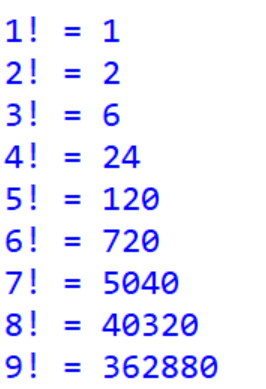 1! = 1
2! = 2
3! = 6
4! = 24
5! = 120
6! = 720
7! = 5040
8! = 40320
9! = 362880